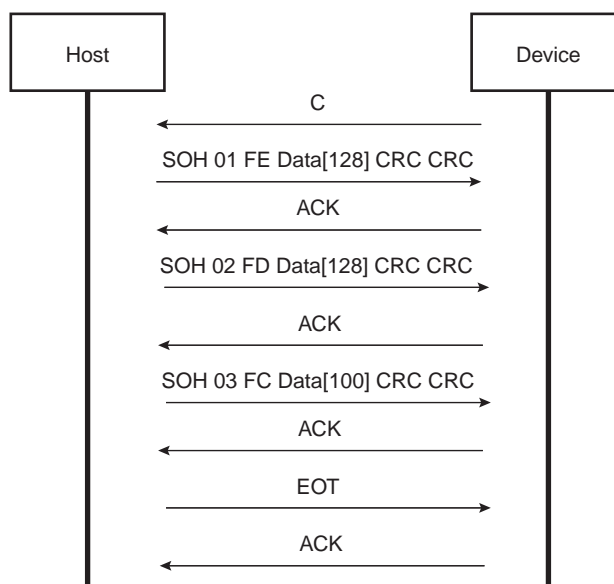 Host
Device
C
SOH 01 FE Data[128] CRC CRC
ACK
SOH 02 FD Data[128] CRC CRC
ACK
SOH 03 FC Data[100] CRC CRC
ACK
EOT
ACK